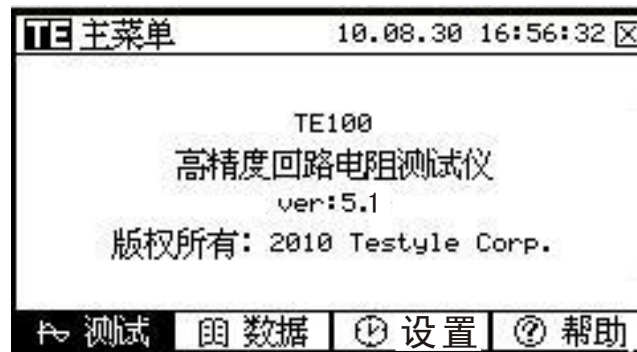 TE 主菜单 10.08.30 16:56:32
TE100
高精度回路电阻测试仪
ver:5.1
版权所有: 2010 Testyle Corp.
测试 数据 设置 帮助